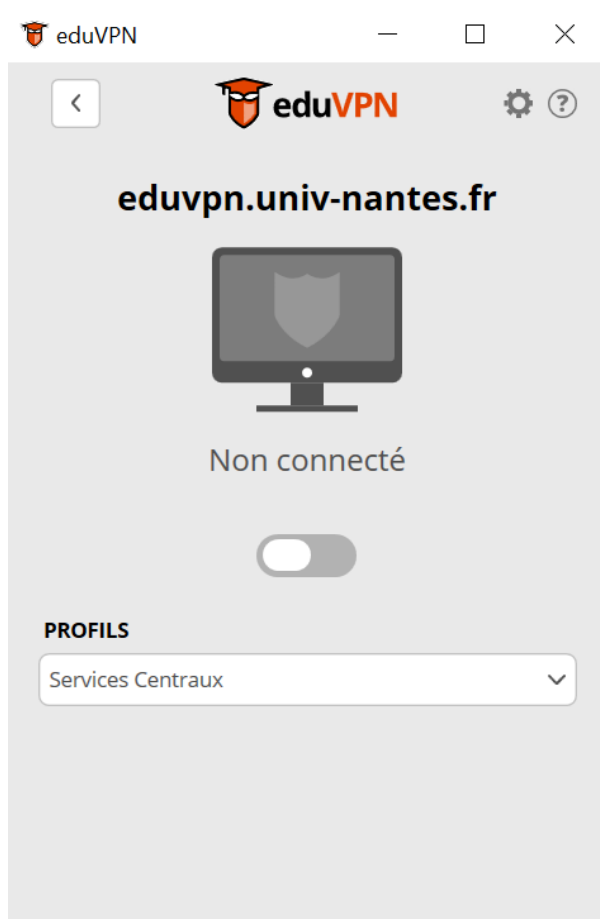 eduVPN
eduVPN
eduvpn.univ-nantes.fr
Non connecté
PROFILS
Services Centraux